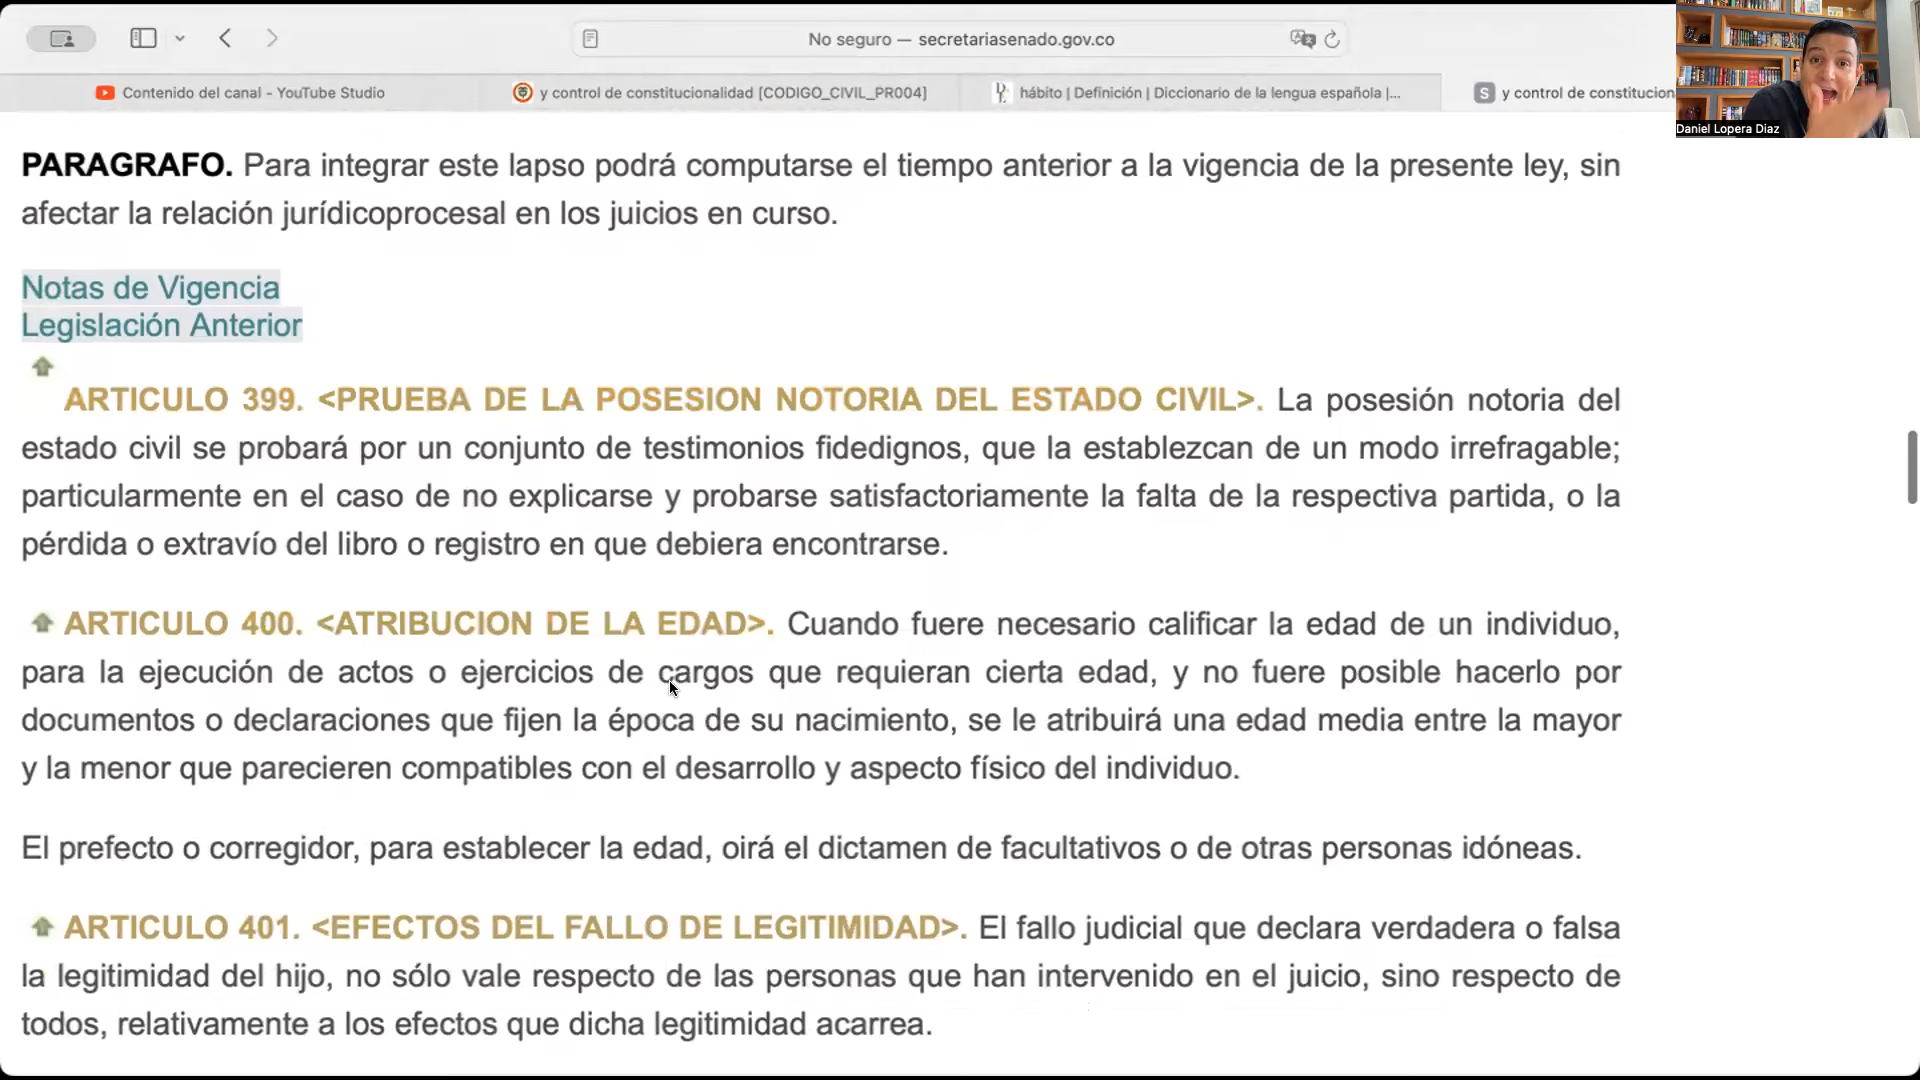 No seguro — secretariasenado.gov.co
Contenido del canal - YouTube Studio
y control de constitucionalidad [CODIGO_CIVIL_PR004]
hábito | Definición | Diccionario de la lengua española |...
S y control de constitucion
Daniel Lopera Diaz
PARAGRAFO. Para integrar este lapso podrá computarse el tiempo anterior a la vigencia de la presente ley, sin
afectar la relación jurídicoprocesal en los juicios en curso.
Notas de Vigencia
Legislación Anterior
ARTICULO 399. <PRUEBA DE LA POSESION NOTORIA DEL ESTADO CIVIL>. La posesión notoria del
estado civil se probará por un conjunto de testimonios fidedignos, que la establezcan de un modo irrefragable;
particularmente en el caso de no explicarse y probarse satisfactoriamente la falta de la respectiva partida, o la
pérdida o extravío del libro o registro en que debiera encontrarse.
ARTICULO 400. <ATRIBUCION DE LA EDAD>. Cuando fuere necesario calificar la edad de un individuo,
para la ejecución de actos o ejercicios de cargos que requieran cierta edad, y no fuere posible hacerlo por
documentos o declaraciones que fijen la época de su nacimiento, se le atribuirá una edad media entre la mayor
y la menor que parecieren compatibles con el desarrollo y aspecto físico del individuo.
El prefecto o corregidor, para establecer la edad, oirá el dictamen de facultativos o de otras personas idóneas.
ARTICULO 401. <EFECTOS DEL FALLO DE LEGITIMIDAD>. El fallo judicial que declara verdadera o falsa
la legitimidad del hijo, no sólo vale respecto de las personas que han intervenido en el juicio, sino respecto de
todos, relativamente a los efectos que dicha legitimidad acarrea.